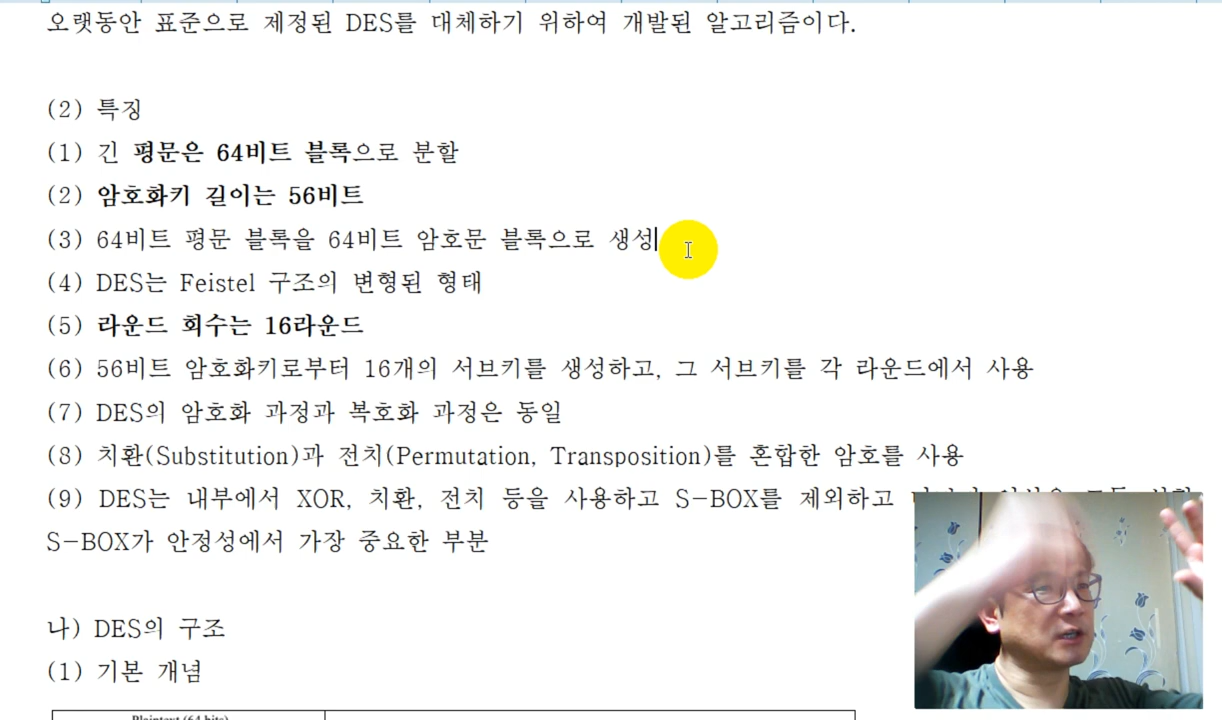 오랫동안 표준으로 제정된 DES를 대체하기 위하여 개발된 알고리즘이다.
(2) 특징
(1) 긴 평문은 64비트 블록으로 분할
(2) 암호화키 길이는 56비트
(3) 64비트 평문 블록을 64비트 암호문 블록으로 생성
(4) DES는 Feistel 구조의 변형된 형태
(5) 라운드 회수는 16라운드
(6) 56비트 암호화키로부터 16개의 서브키를 생성하고, 그 서브키를 각 라운드에서 사용
(7) DES의 암호화 과정과 복호화 과정은 동일
(8) 치환(Substitution)과 전치(Permutation, Transposition)를 혼합한 암호를 사용
(9) DES는 내부에서 XOR, 치환, 전치 등을 사용하고 S-BOX를 제외하고
S-BOX가 안정성에서 가장 중요한 부분
나) DES의 구조
(1) 기본 개념
Plaintext (64 bits)